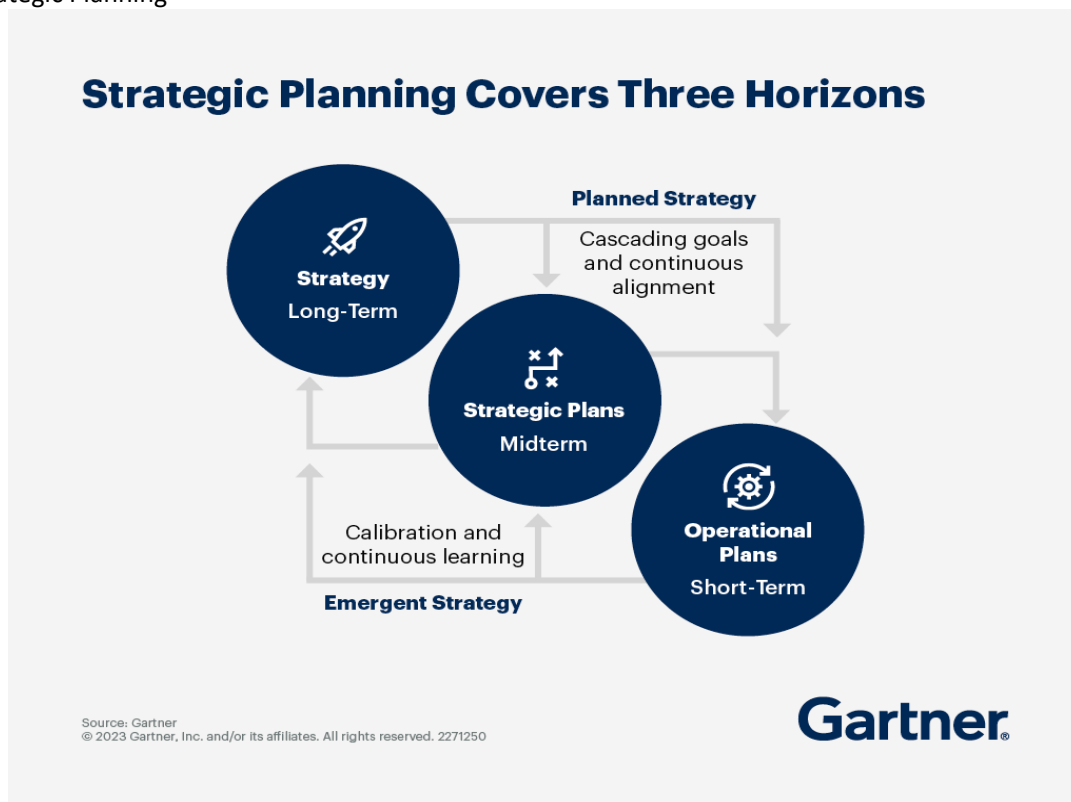 Strategic Planning Covers Three Horizons
Planned Strategy
Cascading goals
and continuous
alignment
Strategy
Long-Term
Strategic Plans
Midterm
Operational
Plans
Short-Term
Calibration and
continuous learning
Emergent Strategy
Source: Gartner
© 2023 Gartner, Inc. and/or its affiliates. All rights reserved. 2271250
Gartner®